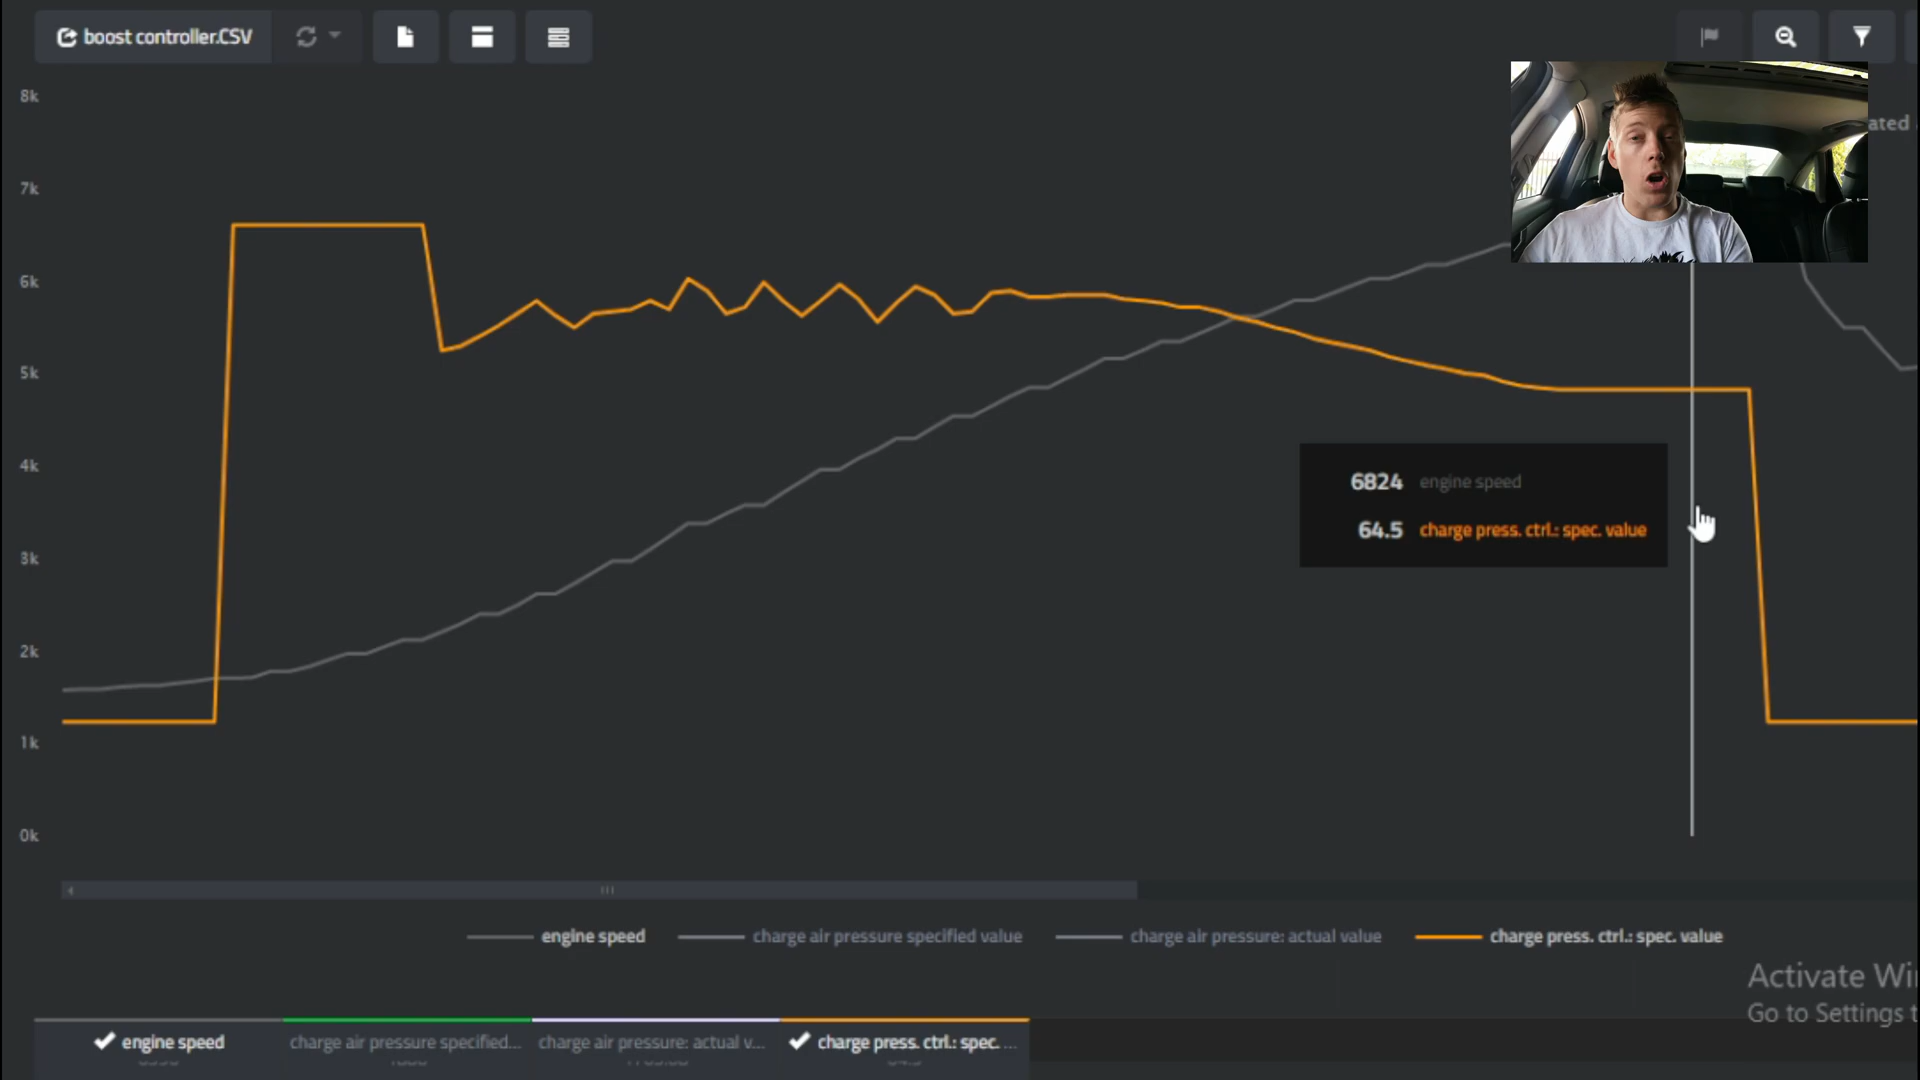 boost controller.CSV
8k
ated
7k
6k
5k
4k
3k
2k
1k
0k
6824 engine speed
64.5 charge press. ctrl.: spec. value
engine speed
charge air pressure specified value
charge air pressure: actual value
charge press. ctrl.: spec. value
Activate Wi
Go to Settings t
engine speed
charge air pressure specified...
charge air pressure: actual v...
charge press. ctrl.: spec. ...